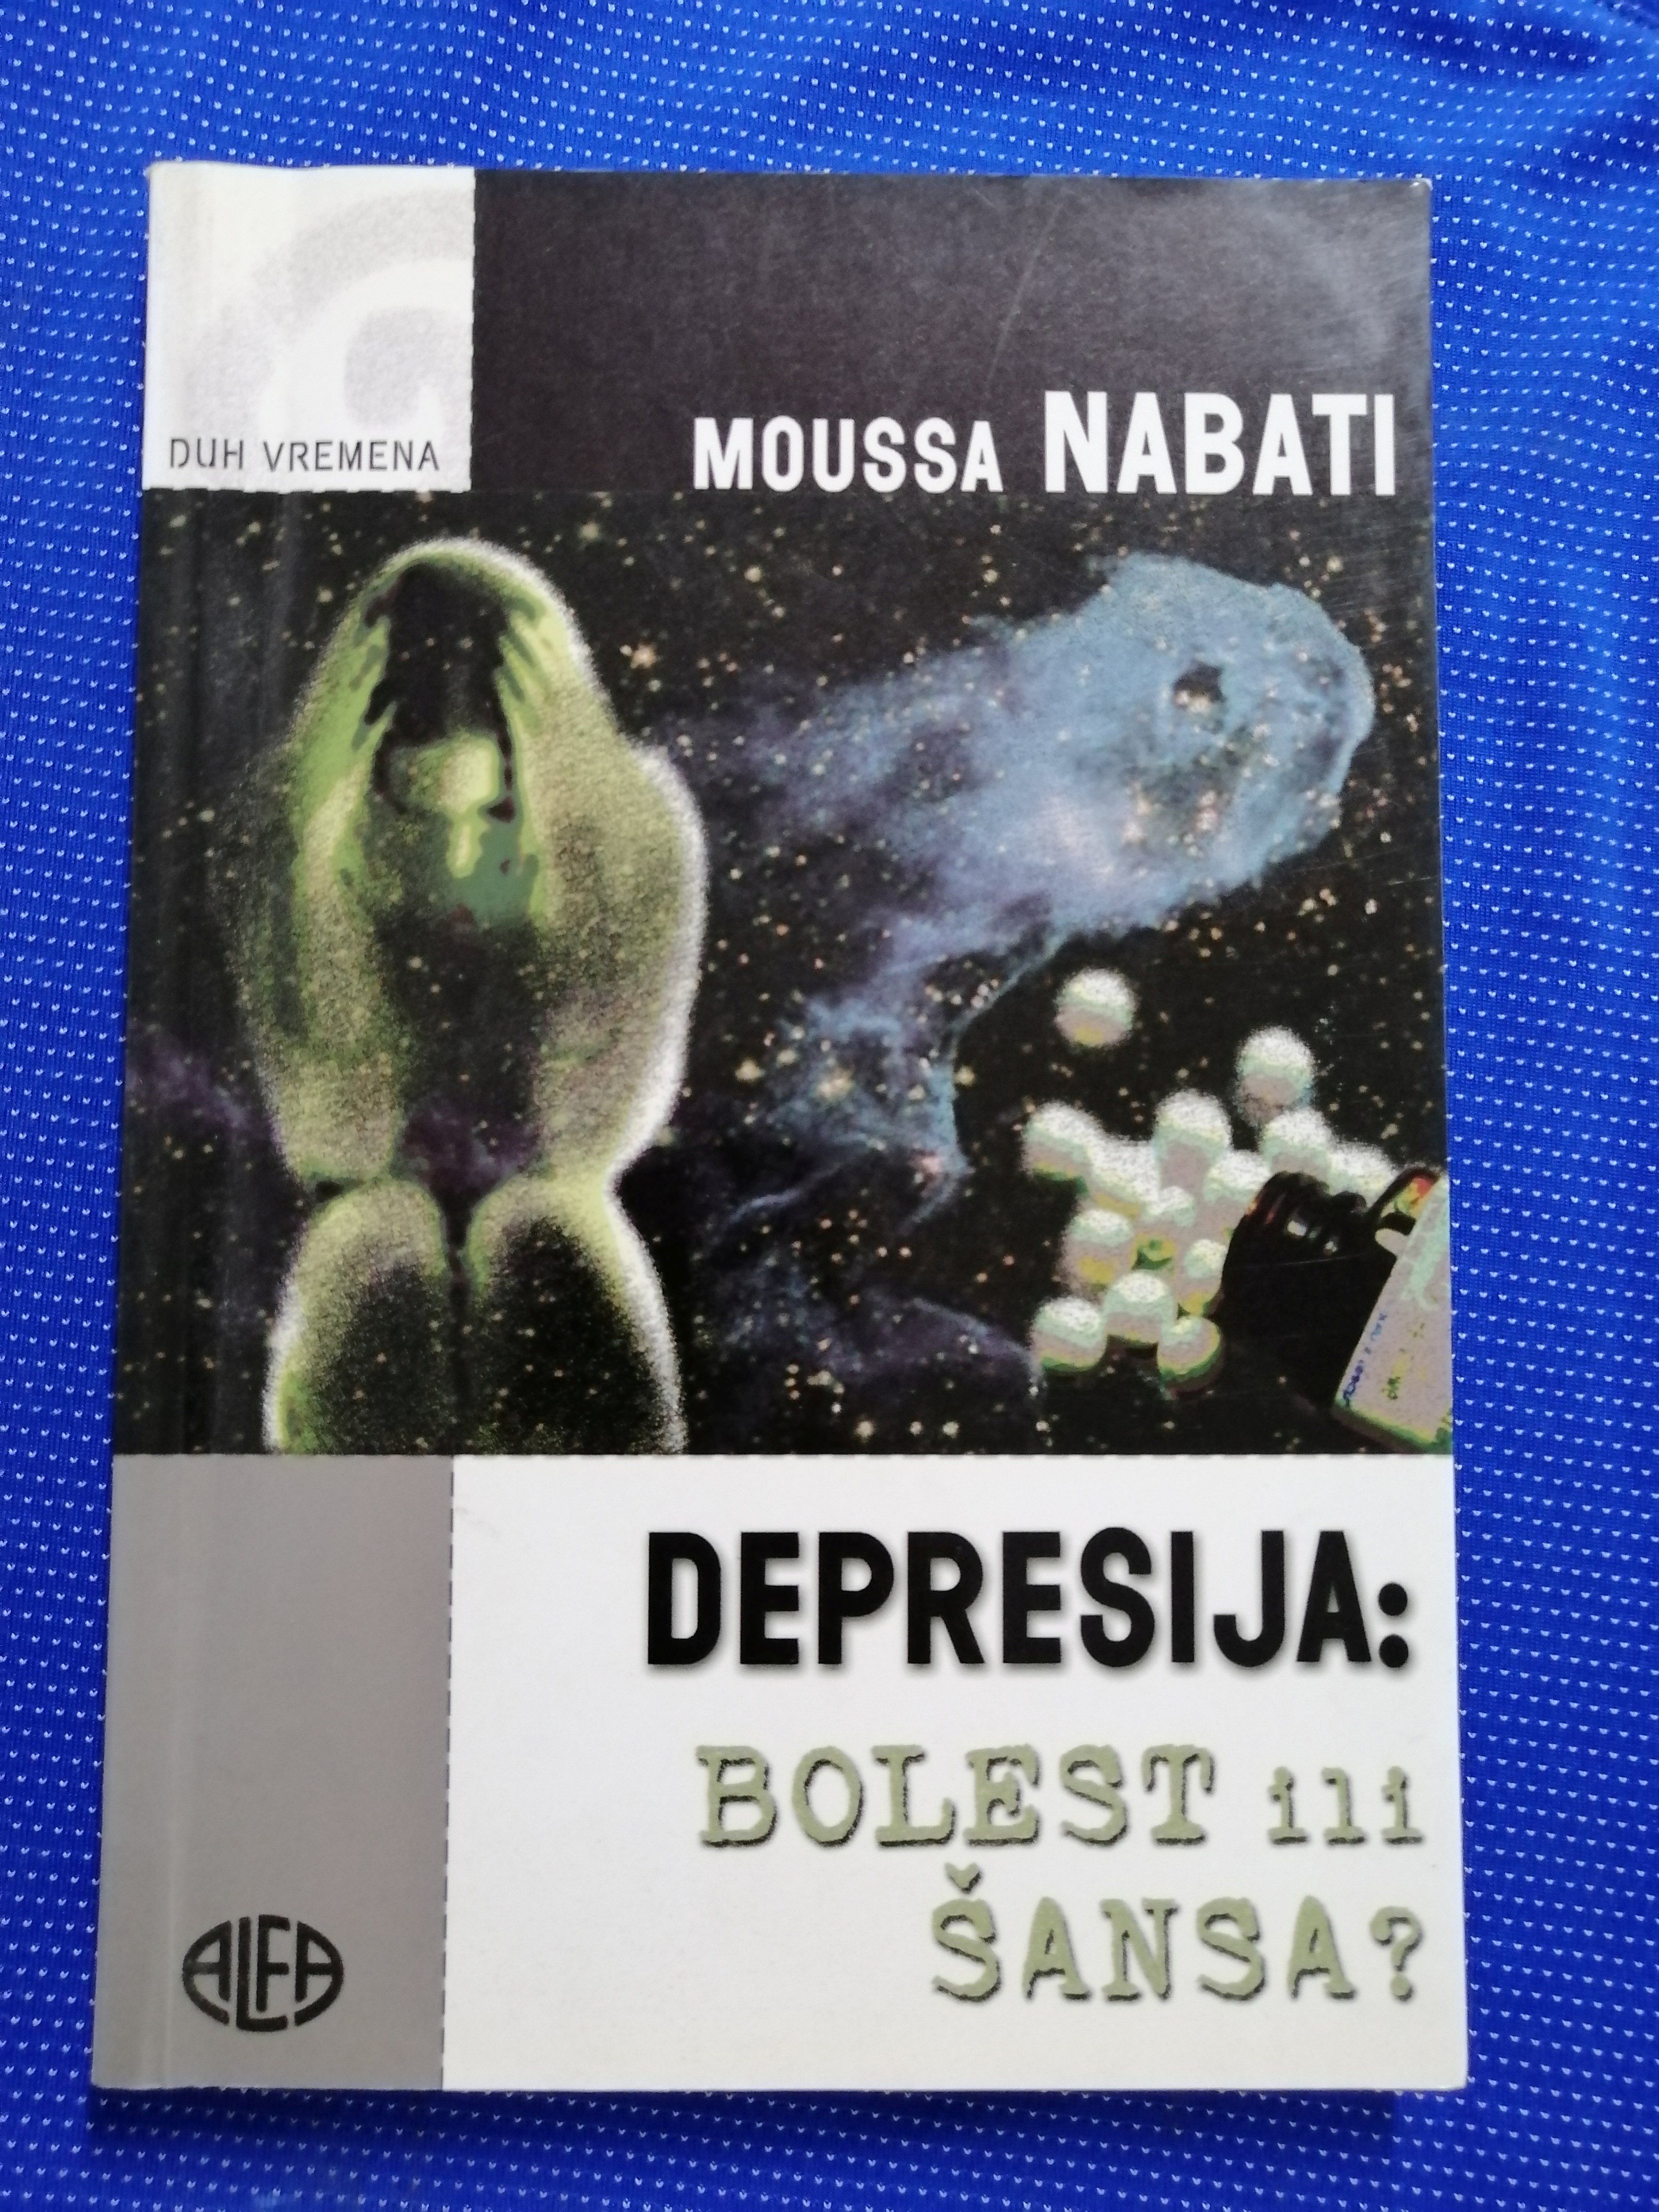 DUH VREMENA
MOUSSA NABATI
DEPRESIJA:
BOLEST ili
ŠANSA?
ALFA